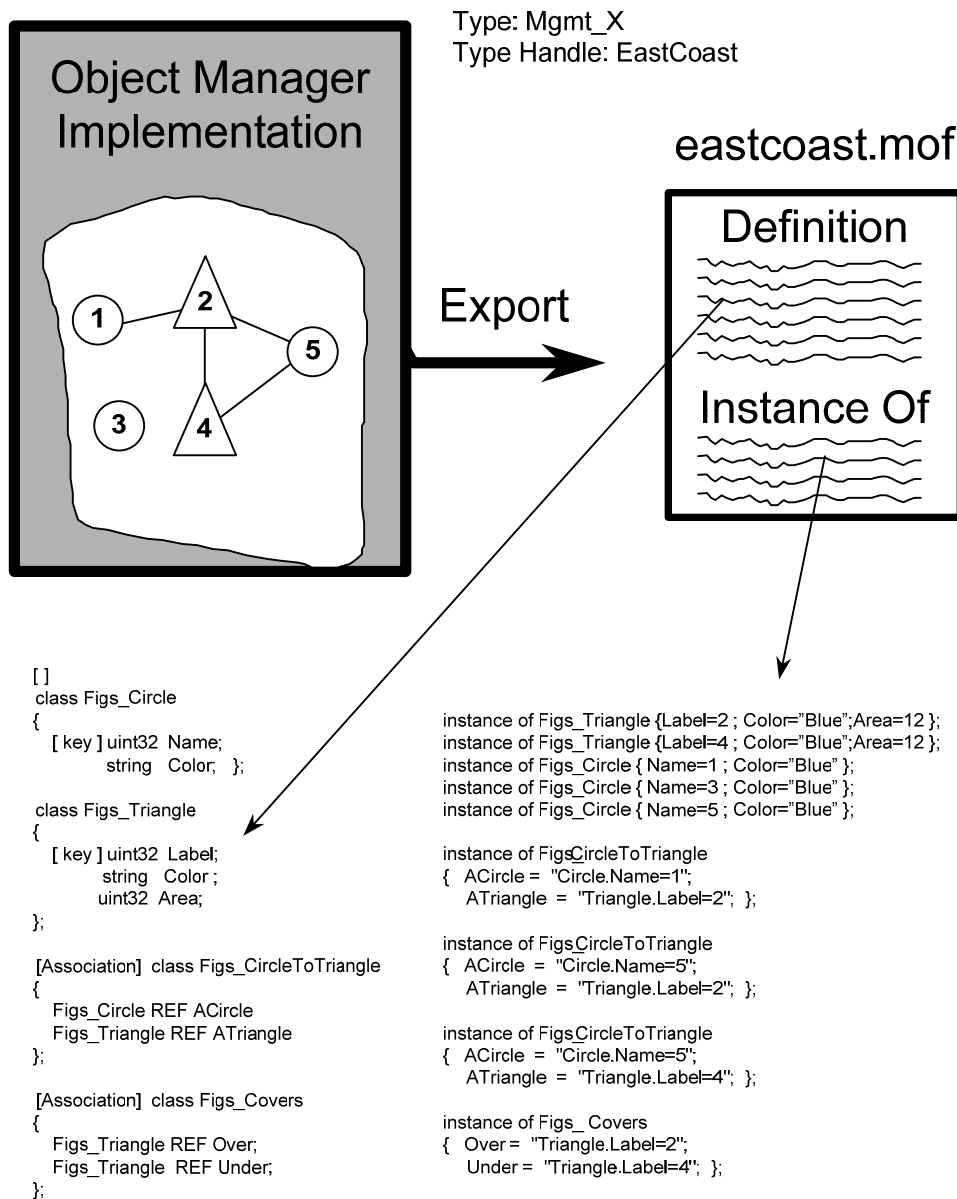 Type: Mgmt_X
Type Handle: EastCoast
Object Manager
Implementation
1
2
5
3
4
Export
eastcoast.mof
Definition
Instance Of
[ ]
class Figs_Circle
{
[ key ] uint32 Name;
string Color; };
class Figs_Triangle
{
[ key ] uint32 Label;
string Color ;
uint32 Area;
};
[Association] class Figs_CircleToTriangle
{
Figs_Circle REF ACircle
Figs_Triangle REF ATriangle
};
[Association] class Figs_Covers
{
Figs_Triangle REF Over;
Figs_Triangle REF Under;
};
instance of Figs_Triangle {Label=2 ; Color=”Blue”;Area=12 };
instance of Figs_Triangle {Label=4 ; Color=”Blue”;Area=12 };
instance of Figs_Circle { Name=1 ; Color=”Blue” };
instance of Figs_Circle { Name=3 ; Color=”Blue” };
instance of Figs_Circle { Name=5 ; Color=”Blue” };
instance of Figs_CircleToTriangle
{ ACircle = "Circle.Name=1";
ATriangle = "Triangle.Label=2"; };
instance of Figs_CircleToTriangle
{ ACircle = "Circle.Name=5";
ATriangle = "Triangle.Label=2"; };
instance of Figs_CircleToTriangle
{ ACircle = "Circle.Name=5";
ATriangle = "Triangle.Label=4"; };
instance of Figs_ Covers
{ Over = "Triangle.Label=2";
Under = "Triangle.Label=4"; };